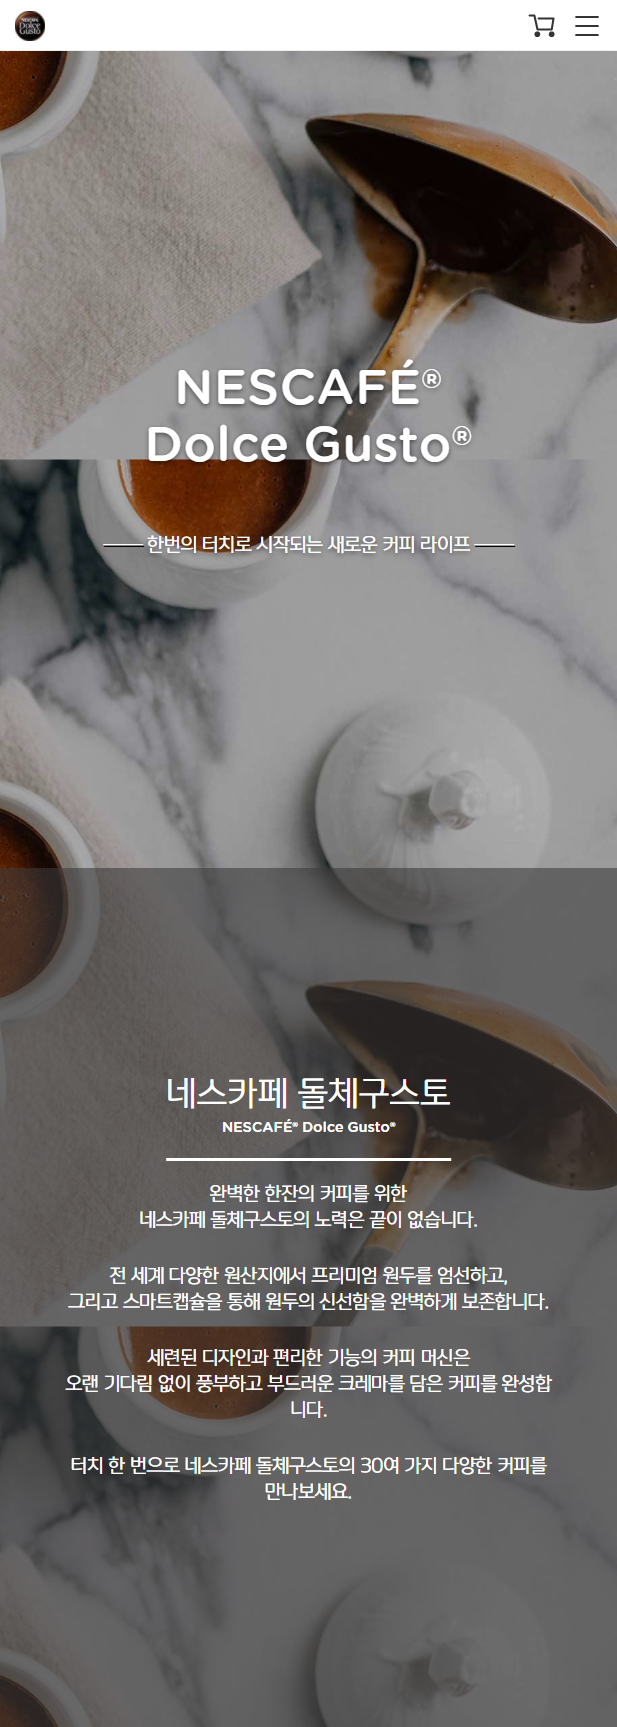 NESCAFÉ
Dolce
Gusto
NESCAFÉ®
Dolce Gusto®
한번의 터치로 시작되는 새로운 커피 라이프
네스카페 돌체구스토
NESCAFÉ® Dolce Gusto®
완벽한 한잔의 커피를 위한
네스카페 돌체구스토의 노력은 끝이 없습니다.
전 세계 다양한 원산지에서 프리미엄 원두를 엄선하고,
그리고 스마트캡슐을 통해 원두의 신선함을 완벽하게 보존합니다.
세련된 디자인과 편리한 기능의 커피 머신은
오랜 기다림 없이 풍부하고 부드러운 크레마를 담은 커피를 완성합
니다.
터치 한 번으로 네스카페 돌체구스토의 30여 가지 다양한 커피를
만나보세요.